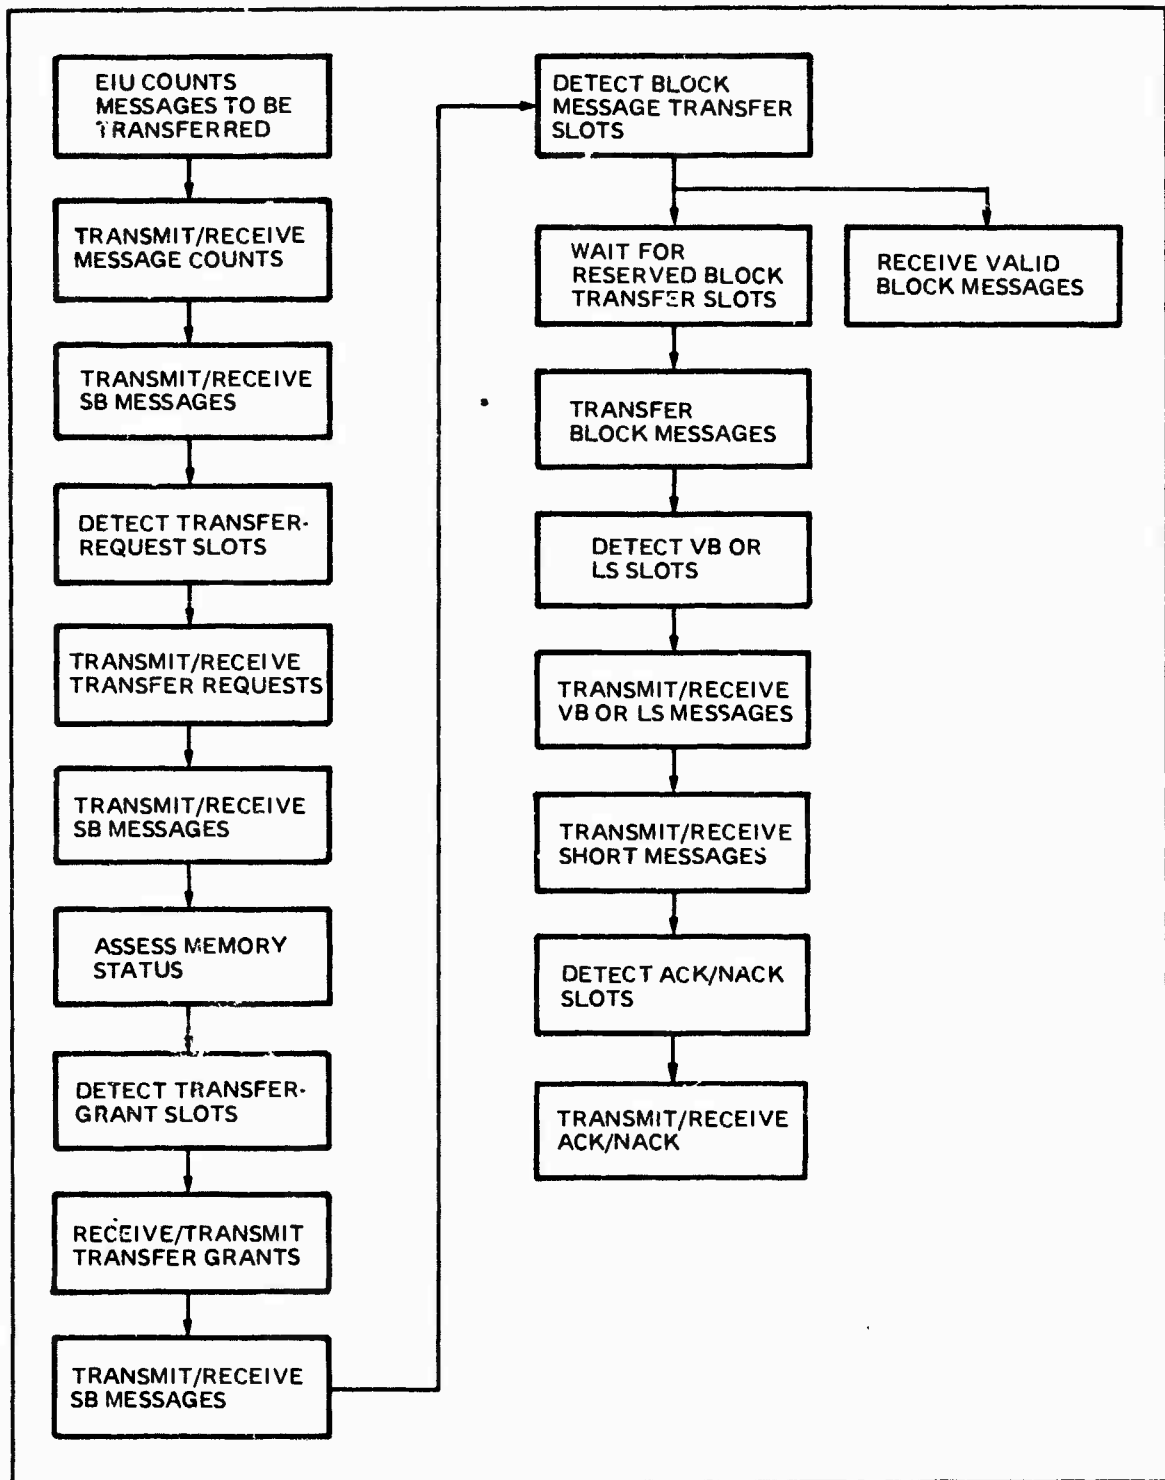 EIU COUNTS
MESSAGES TO BE
TRANSFERRED
TRANSMIT/RECEIVE
MESSAGE COUNTS
TRANSMIT/RECEIVE
SB MESSAGES
DETECT TRANSFER-
REQUEST SLOTS
TRANSMIT/RECEIVE
TRANSFER REQUESTS
TRANSMIT/RECEIVE
SB MESSAGES
ASSESS MEMORY
STATUS
DETECT TRANSFER-
GRANT SLOTS
RECEIVE/TRANSMIT
TRANSFER GRANTS
TRANSMIT/RECEIVE
SB MESSAGES
DETECT BLOCK
MESSAGE TRANSFER
SLOTS
WAIT FOR
RESERVED BLOCK
TRANSFER SLOTS
RECEIVE VALID
BLOCK MESSAGES
TRANSFER
BLOCK MESSAGES
DETECT VB OR
LS SLOTS
TRANSMIT/RECEIVE
VB OR LS MESSAGES
TRANSMIT/RECEIVE
SHORT MESSAGES
DETECT ACK/NACK
SLOTS
TRANSMIT/RECEIVE
ACK/NACK